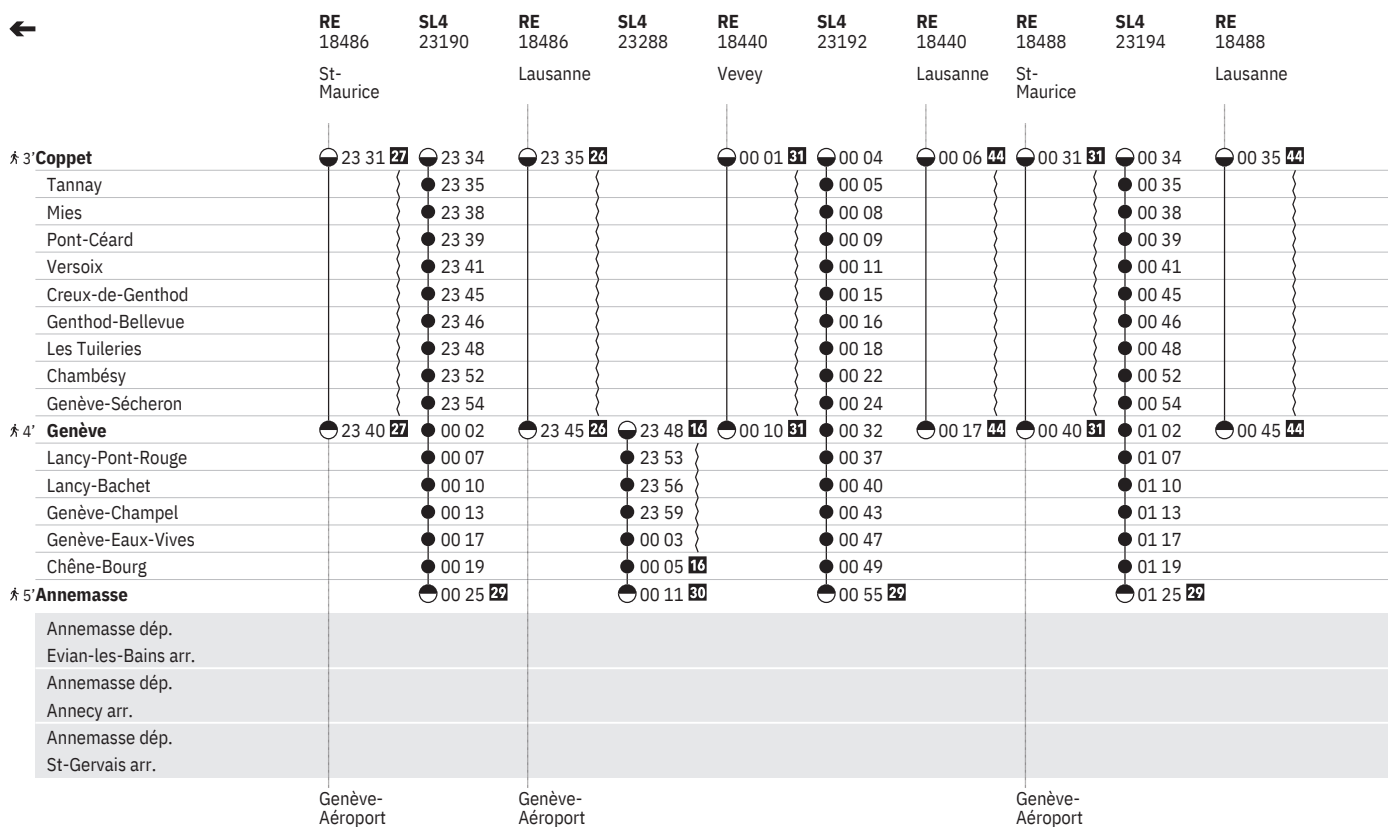 RE SL4 RE SL4 RE SL4 RE RE SL4 RE
18486 23190 18486 23288 18440 23192 18440 18488 23194 18488
St-Maurice Lausanne Vevey Lausanne St-Maurice Lausanne
3' Coppet 23 31 27 23 34 23 35 26 00 01 31 00 04 00 06 44 00 31 31 00 34 00 35 44
Tannay 23 35 00 05 00 35
Mies 23 38 00 08 00 38
Pont-Céard 23 39 00 09 00 39
Versoix 23 41 00 11 00 41
Creux-de-Genthod 23 45 00 15 00 45
Genthod-Bellevue 23 46 00 16 00 46
Les Tuileries 23 48 00 18 00 48
Chambésy 23 52 00 22 00 52
Genève-Sécheron 23 54 00 24 00 54
4' Genève 23 40 27 00 02 23 45 26 23 48 16 00 10 31 00 32 00 17 44 00 40 31 01 02 00 45 44
Lancy-Pont-Rouge 00 07 23 53 00 37 01 07
Lancy-Bachet 00 10 23 56 00 40 01 10
Genève-Champel 00 13 23 59 00 43 01 13
Genève-Eaux-Vives 00 17 00 03 00 47 01 17
Chêne-Bourg 00 19 00 05 16 00 49 01 19
5' Annemasse 00 25 29 00 11 30 00 55 29 01 25 29
Annemasse dép.
Evian-les-Bains arr.
Annemasse dép.
Annecy arr.
Annemasse dép.
St-Gervais arr.
Genève- Genève- Genève-
Aéroport Aéroport Aéroport